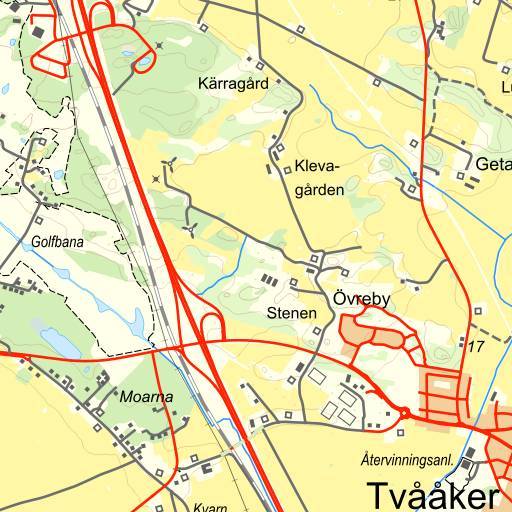 Kärragård
Kleva-
gården
Geta
Golfbana
Övreby
Stenen
17
Moarna
Återvinningsanl.
Tvååker
Kvarn